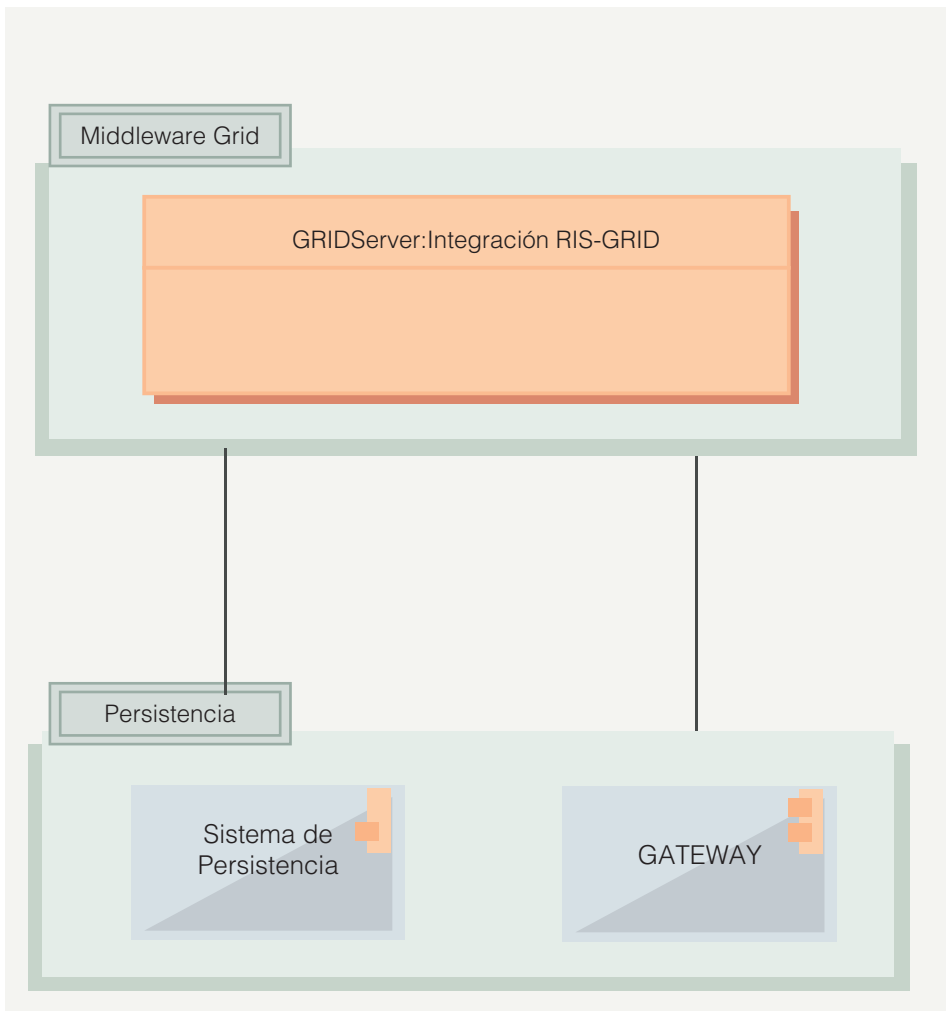 Middleware Grid
GRIDServer:Integración RIS-GRID
Persistencia
Sistema de
Persistencia
GATEWAY